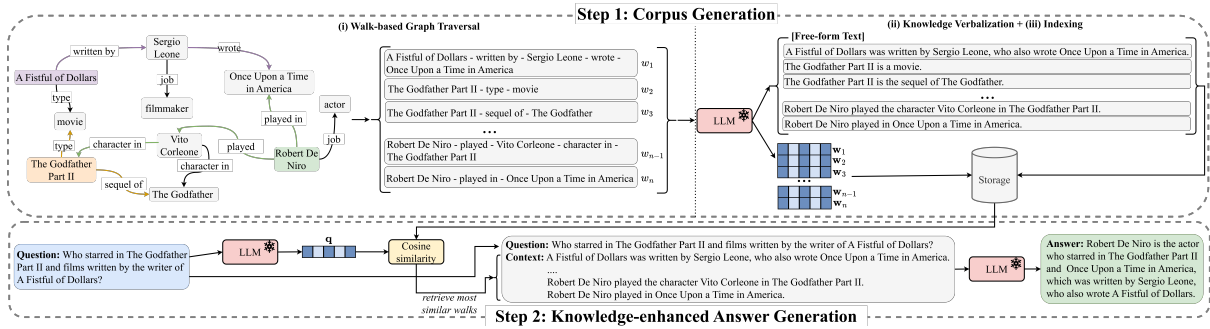 Step 1: Corpus Generation
(i) Walk-based Graph Traversal
(ii) Knowledge Verbalization + (iii) Indexing
written by
Sergio
Leone
wrote
A Fistful of Dollars
Once Upon a Time
in America
type
job
filmmaker
actor
movie
played in
type
character in
Vito
Corleone
played
Robert De
Niro
job
The Godfather
Part II
character in
sequel of
The Godfather
A Fistful of Dollars - written by - Sergio Leone - wrote -
Once Upon a Time in America
w1
The Godfather Part II - type - movie
w2
The Godfather Part II - sequel of - The Godfather
w3
...
Robert De Niro - played - Vito Corleone - character in -
The Godfather Part II
wn−1
Robert De Niro - played in - Once Upon a Time in America
wn
LLM
[Free-form Text]
A Fistful of Dollars was written by Sergio Leone, who also wrote Once Upon a Time in America.
The Godfather Part II is a movie.
The Godfather Part II is the sequel of The Godfather.
...
Robert De Niro played the character Vito Corleone in The Godfather Part II.
Robert De Niro played in Once Upon a Time in America.
w1
w2
w3
...
wn−1
wn
Storage
Question: Who starred in The Godfather
Part II and films written by the writer of
A Fistful of Dollars?
LLM
q
Cosine
similarity
retrieve most
similar walks
Question: Who starred in The Godfather Part II and films written by the writer of A Fistful of Dollars?
Context: A Fistful of Dollars was written by Sergio Leone, who also wrote Once Upon a Time in America.
....
Robert De Niro played the character Vito Corleone in The Godfather Part II.
Robert De Niro played in Once Upon a Time in America.
LLM
Answer: Robert De Niro is the actor
who starred in The Godfather Part II
and Once Upon a Time in America,
which was written by Sergio Leone,
who also wrote A Fistful of Dollars.
Step 2: Knowledge-enhanced Answer Generation